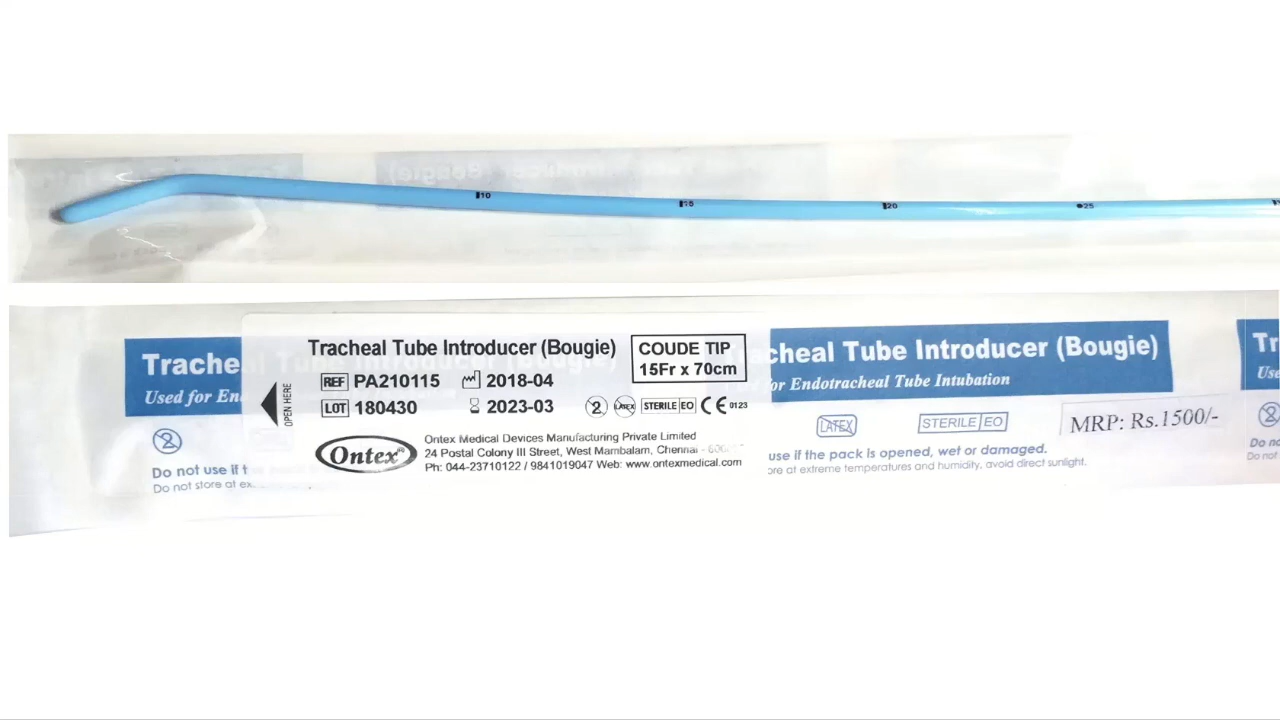 10
15
20
25
Trache
Used for En
Do not use if t
Do not store at ex
OPEN HERE
Tracheal Tube Introducer (Bougie)
COUDE TIP
15Fr x 70cm
REF PA210115 2018-04
LOT 180430 2023-03 2 LATEX STERILE EO CE 0123
Ontex®
Ontex Medical Devices Manufacturing Private Limited
24 Postal Colony III Street, West Mambalam, Chennai -
Ph: 044-23710122 / 9841019047 Web: www.ontexmedical.com
acheal Tube Introducer (Bougie)
for Endotracheal Tube Intubation
LATEX STERILE EO
MRP: Rs.1500/-
use if the pack is opened, wet or damaged.
ore at extreme temperatures and humidity, avoid direct sunlight.
Tr
Use
2
Do no
Do not